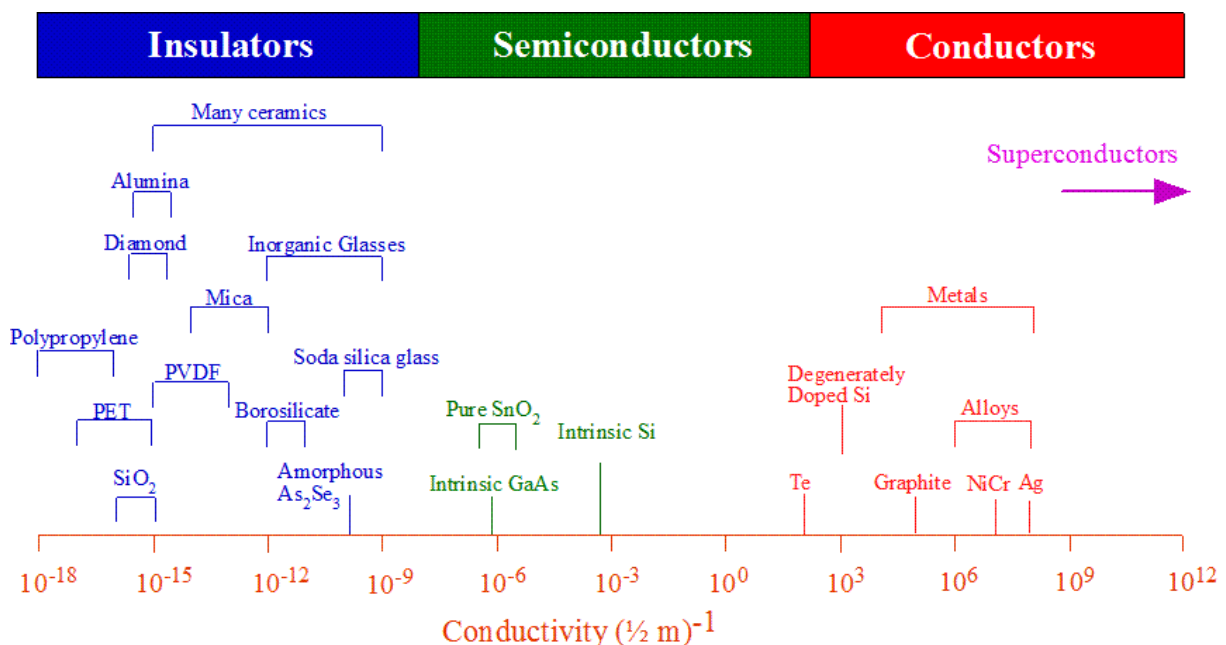 Insulators
Semiconductors
Conductors
Many ceramics
Superconductors
Alumina
Diamond
Inorganic Glasses
Mica
Metals
Polypropylene
Soda silica glass
PVDF
Degenerately
Doped Si
PET
Borosilicate
Pure SnO₂
Alloys
Intrinsic Si
SiO₂
Amorphous
As₂Se₃
Intrinsic GaAs
Te
Graphite
NiCr
Ag
10⁻¹⁸
10⁻¹⁵
10⁻¹²
10⁻⁹
10⁻⁶
10⁻³
10⁰
10³
10⁶
10⁹
10¹²
Conductivity (½ m)⁻¹